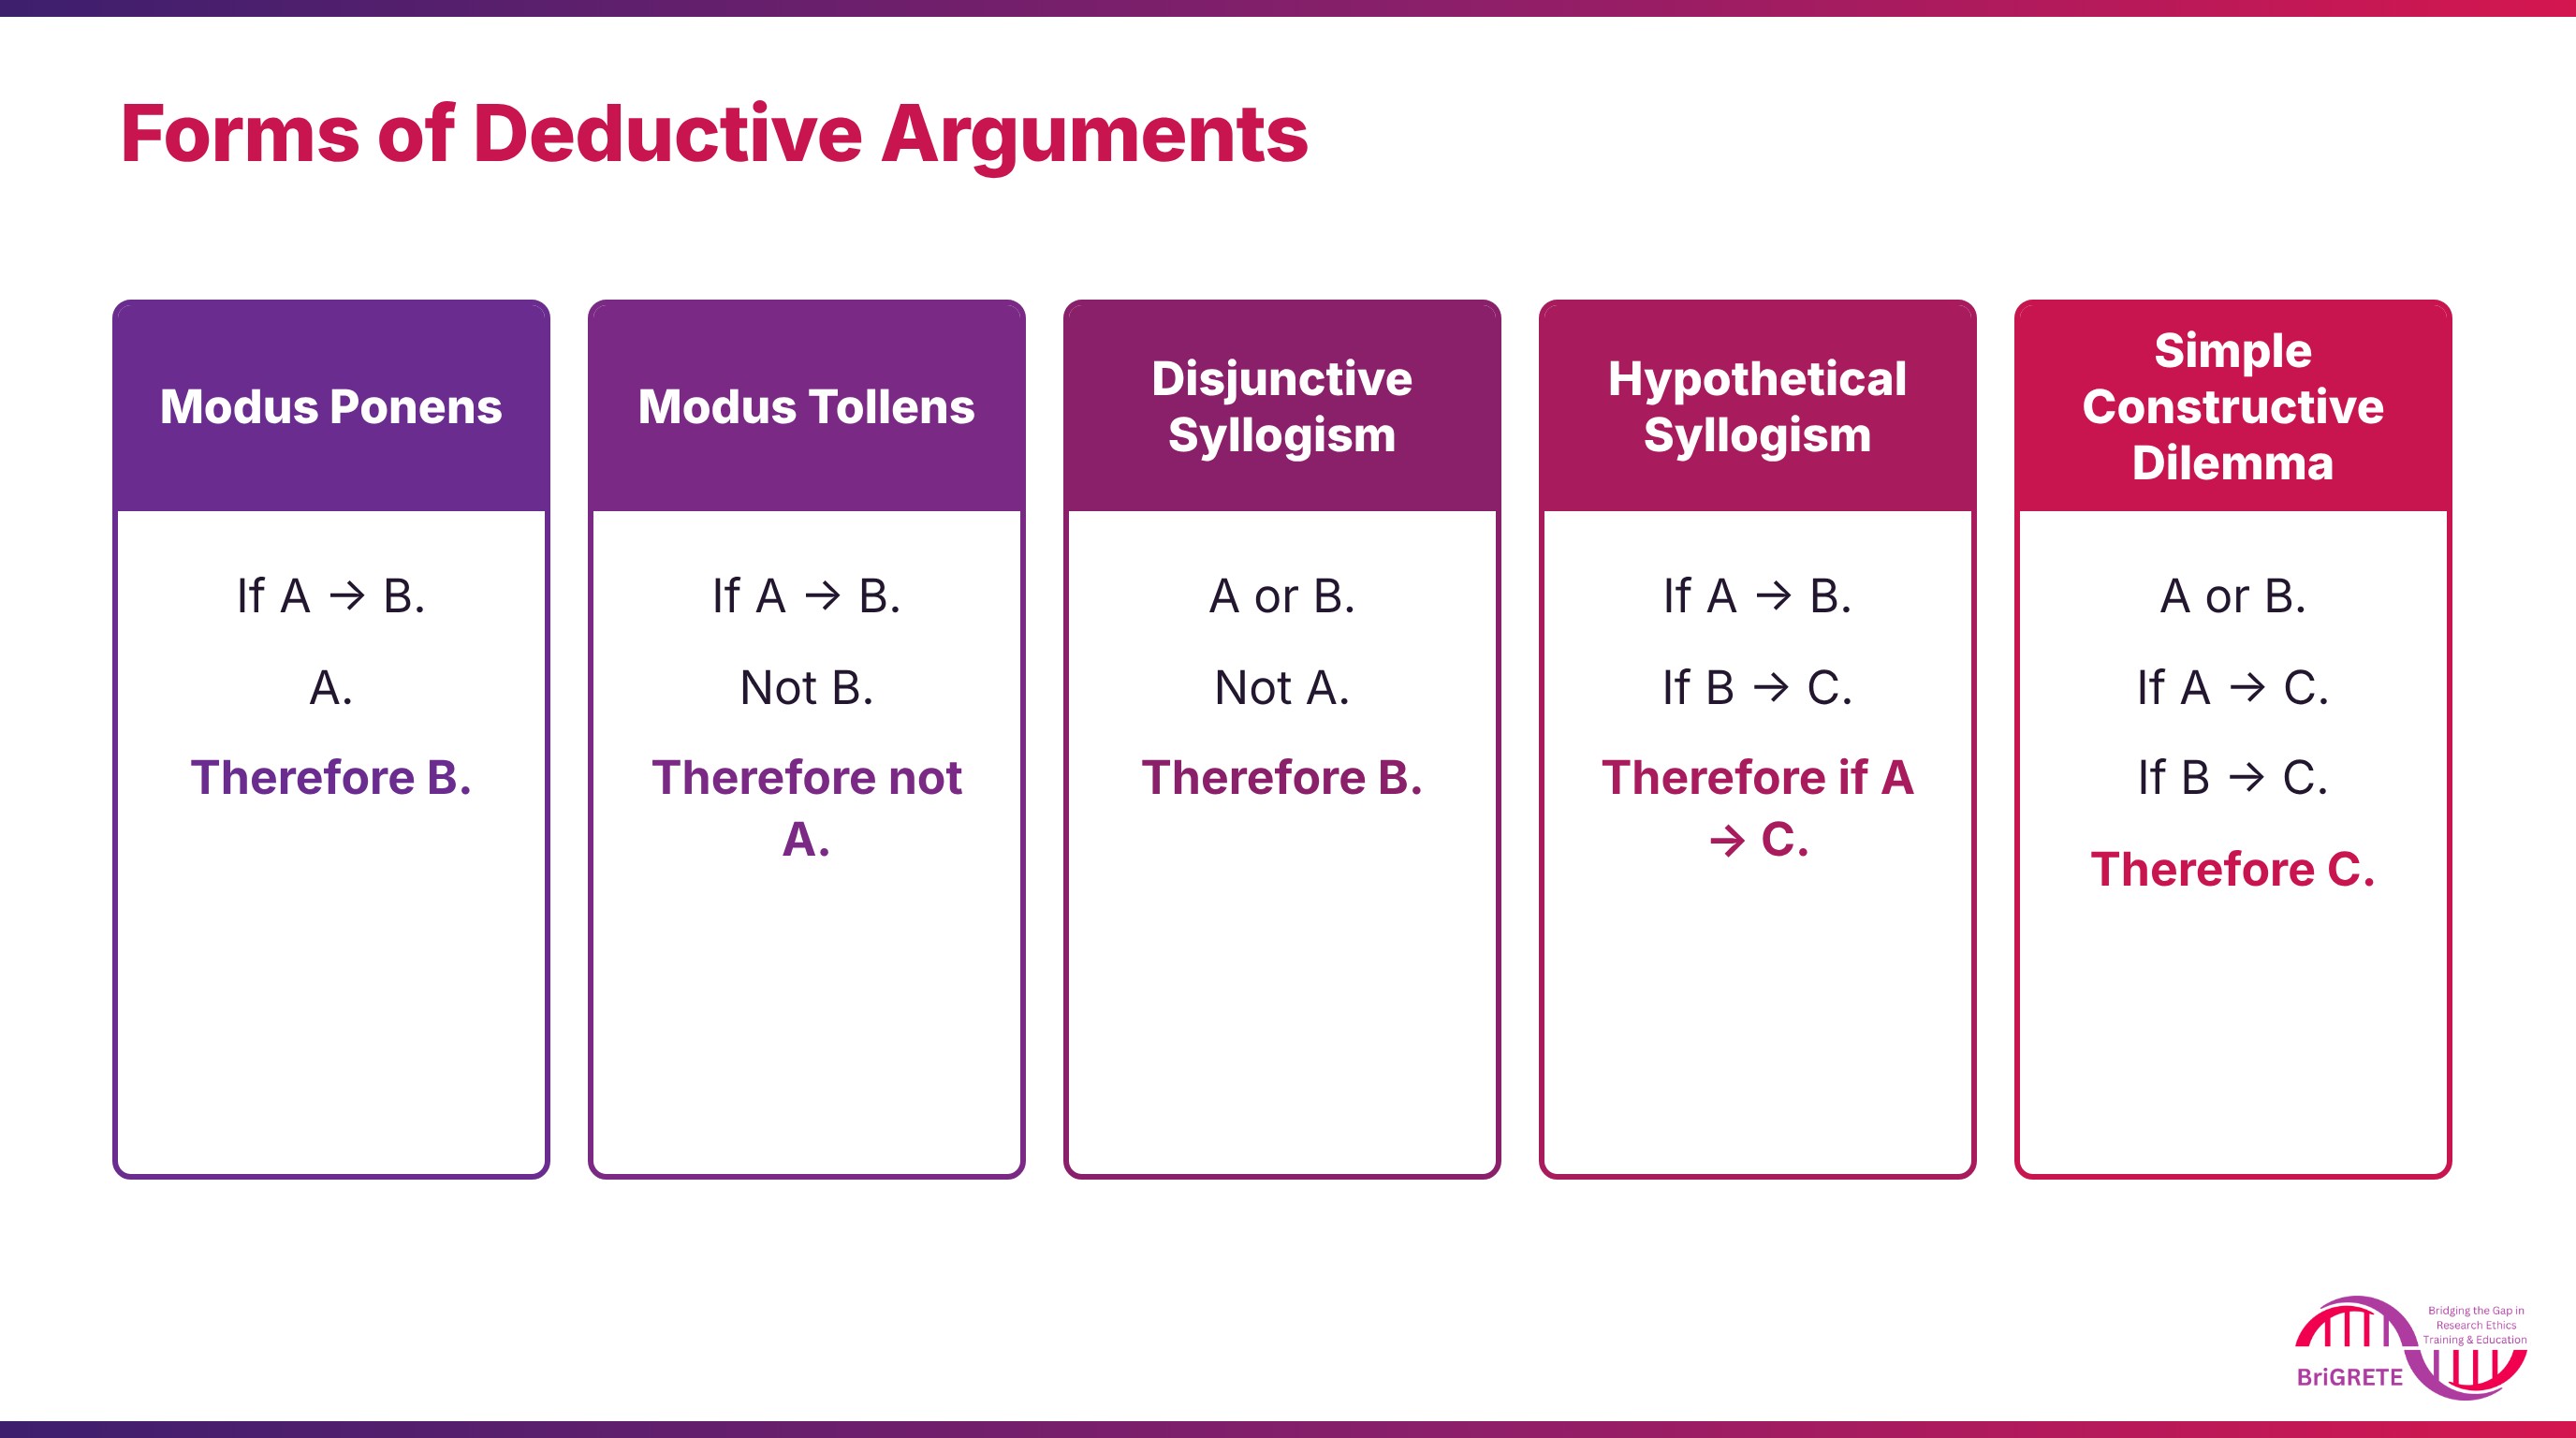 Forms of Deductive Arguments
Modus Ponens
If A → B.
A.
Therefore B.
Modus Tollens
If A → B.
Not B.
Therefore not
A.
Disjunctive
Syllogism
A or B.
Not A.
Therefore B.
Hypothetical
Syllogism
If A → B.
If B → C.
Therefore if A
→ C.
Simple
Constructive
Dilemma
A or B.
If A → C.
If B → C.
Therefore C.
Bridging the Gap in
Research Ethics
Training & Education
BriGRETE